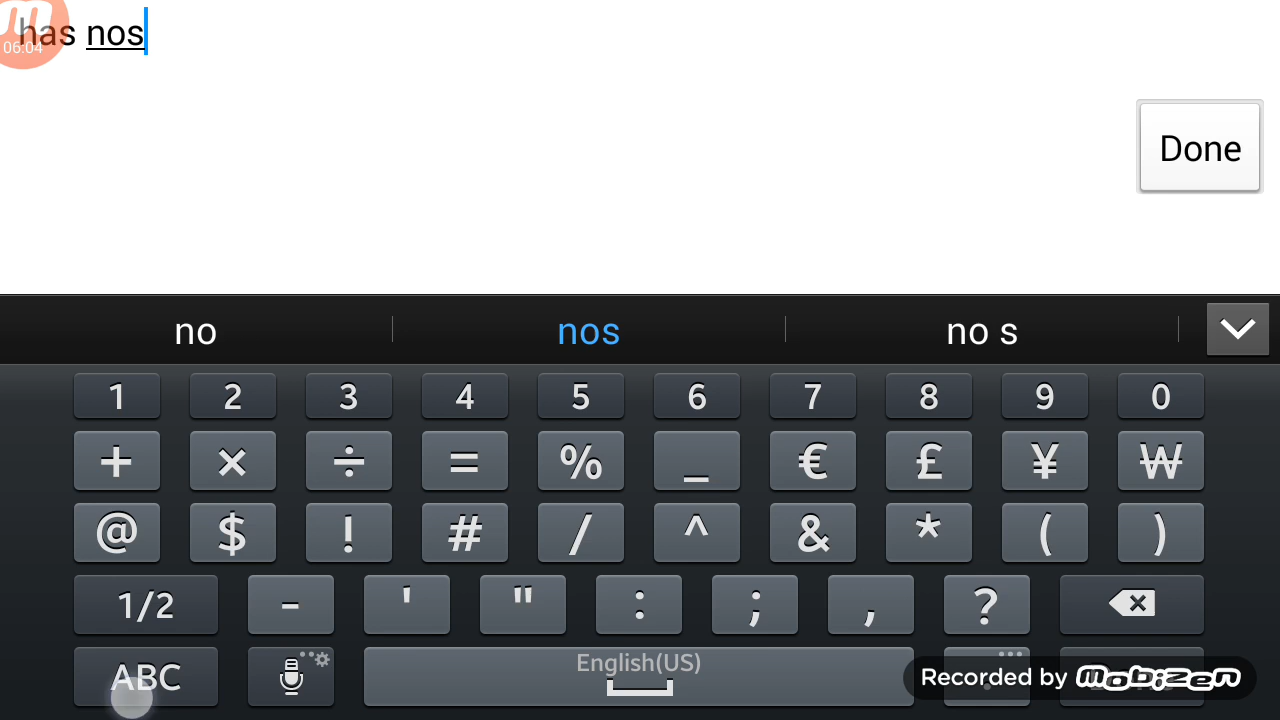 has nos
06:04
Done
no nos no s
1 2 3 4 5 6 7 8 9 0
+ × ÷ = % _ € £ ¥ ₩
@ $ ! # / ^ & * ( )
1/2 - ' " : ; , ?
English(US)
ABC
Recorded by mobizen